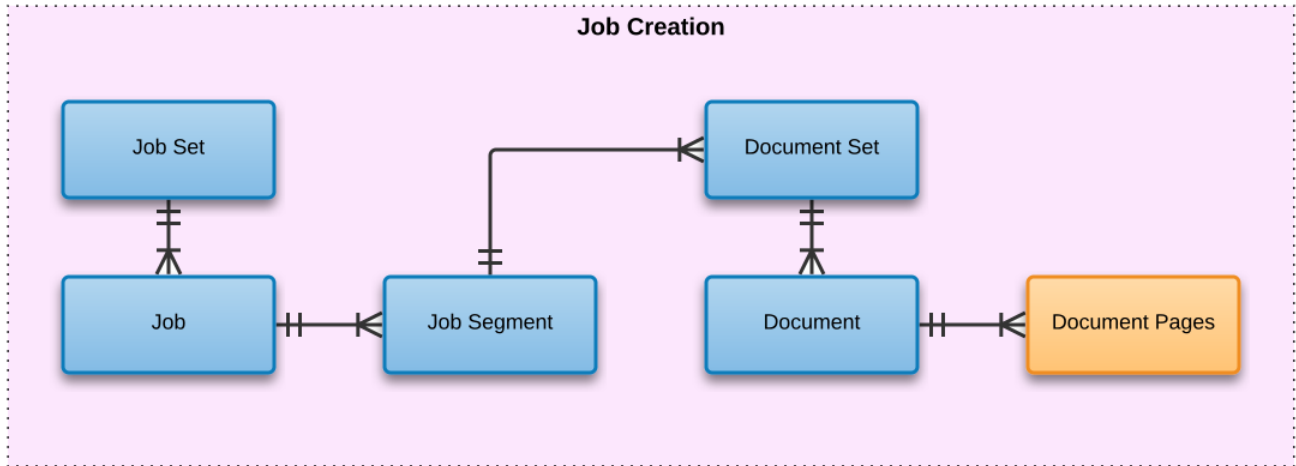 Job Creation
Job Set
Document Set
Job
Job Segment
Document
Document Pages